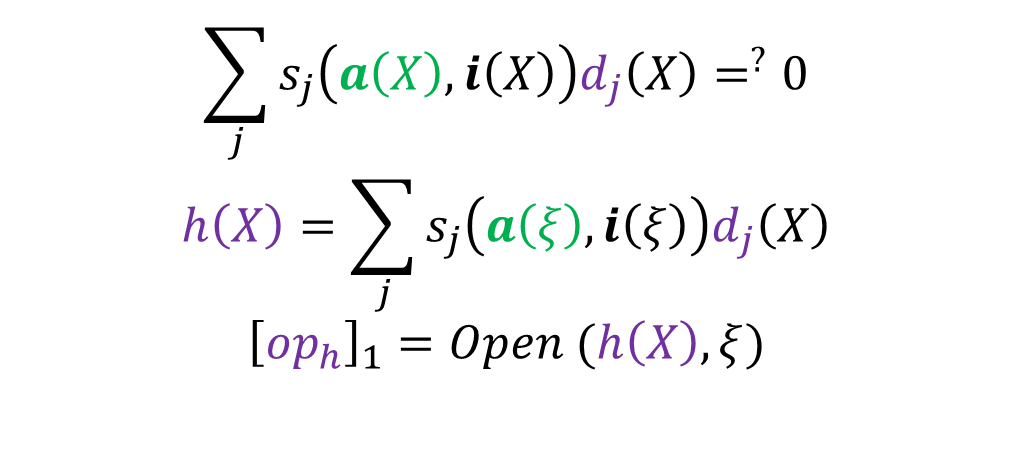 ∑_j s_j(a(X), i(X))d_j(X) =^? 0
h(X) = ∑_j s_j(a(ξ), i(ξ))d_j(X)
[op_h]_1 = Open (h(X), ξ)